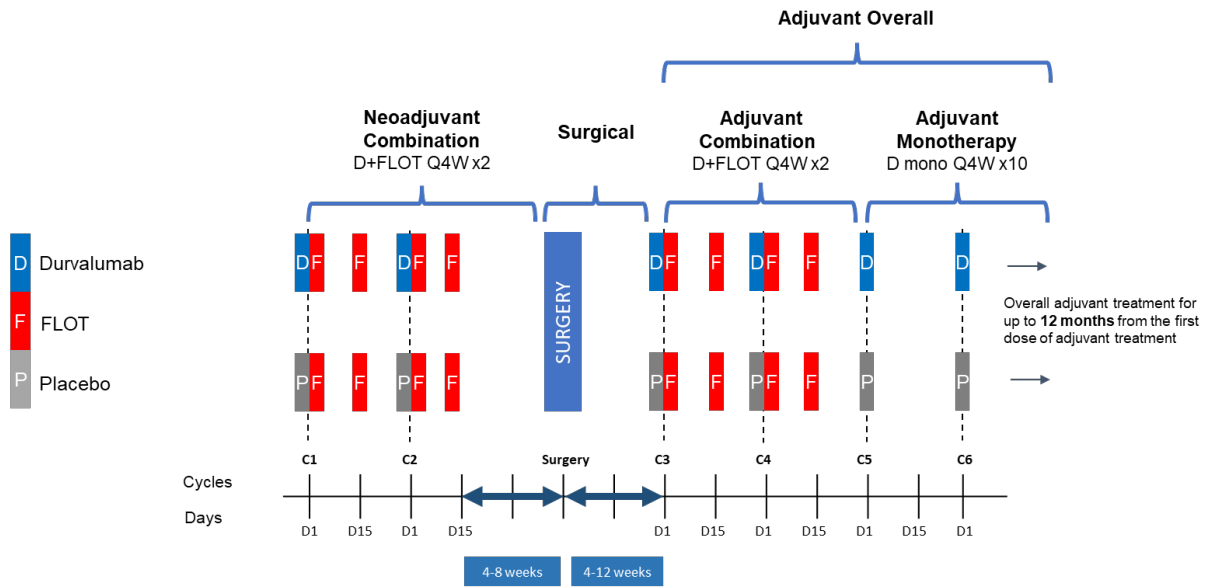 Adjuvant Overall
Neoadjuvant
Combination
D+FLOT Q4W x2
Surgical
Adjuvant
Combination
D+FLOT Q4W x2
Adjuvant
Monotherapy
D mono Q4W x10
D Durvalumab
F FLOT
P Placebo
D F F D F F
SURGERY
D F F D F F D D
Overall adjuvant treatment for
up to 12 months from the first
dose of adjuvant treatment
P F F P F F
P F F P F F P P
C1 C2 Surgery C3 C4 C5 C6
Cycles
Days
D1 D15 D1 D15 D1 D15 D1 D15 D1 D15 D1
4-8 weeks
4-12 weeks